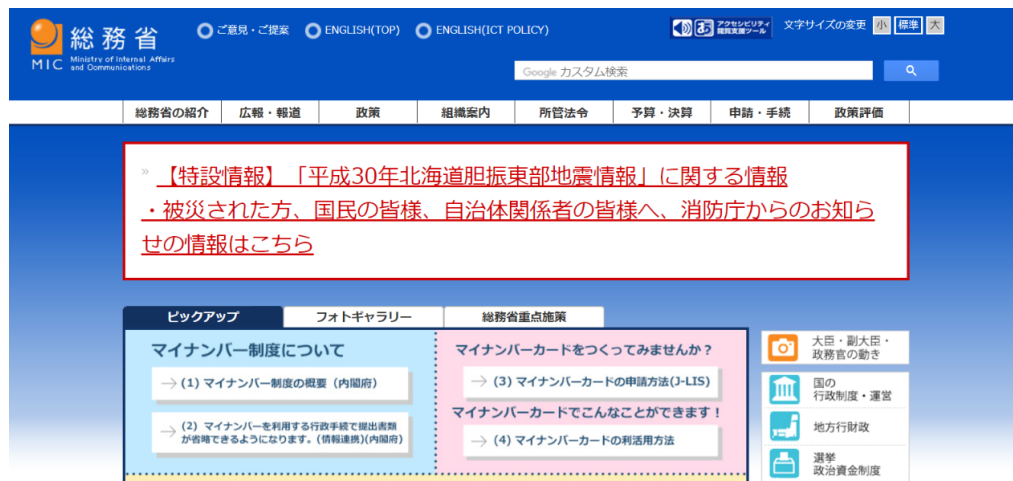 総務省
MIC Ministry of Internal Affairs and Communications
ご意見・ご提案 ENGLISH(TOP) ENGLISH(ICT POLICY)
アクセシビリティ閲覧支援ツール 文字サイズの変更 小 標準 大
Google カスタム検索
総務省の紹介 広報・報道 政策 組織案内 所管法令 予算・決算 申請・手続 政策評価
» 【特設情報】「平成30年北海道胆振東部地震情報」に関する情報
・被災された方、国民の皆様、自治体関係者の皆様へ、消防庁からのお知ら
せの情報はこちら
ピックアップ フォトギャラリー 総務省重点施策
マイナンバー制度について
→ (1) マイナンバー制度の概要（内閣府）
→ (2) マイナンバーを利用する行政手続で提出書類
が省略できるようになります。（情報連携）(内閣府)
マイナンバーカードをつくってみませんか？
→ (3) マイナンバーカードの申請方法(J-LIS)
マイナンバーカードでこんなことができます！
→ (4) マイナンバーカードの利活用方法
大臣・副大臣・
政務官の動き
国の
行政制度・運営
地方行財政
選挙
政治資金制度